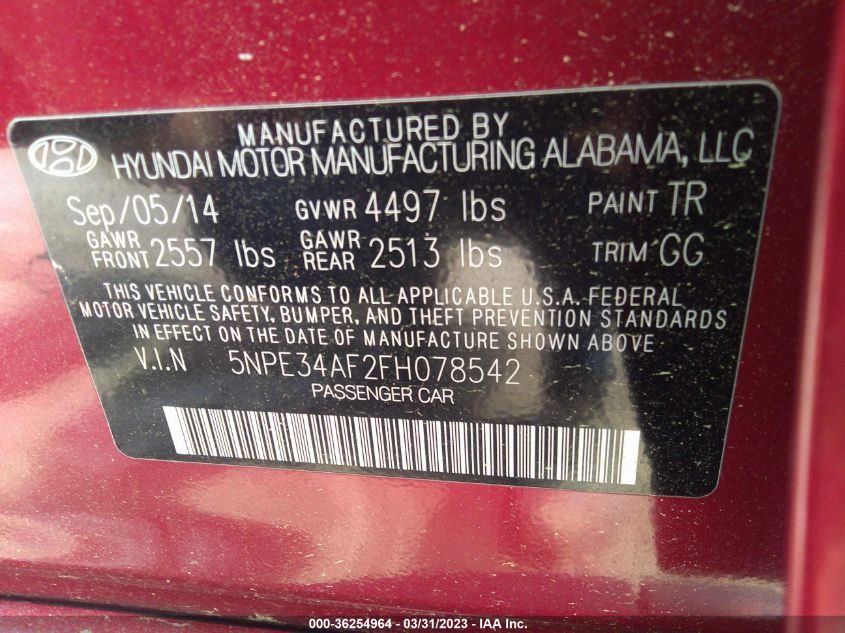 MANUFACTURED BY
HYUNDAI MOTOR MANUFACTURING ALABAMA, LLC
Sep/05/14 GVWR 4497 lbs PAINT TR
GAWR FRONT 2557 lbs GAWR REAR 2513 lbs TRIM GG
THIS VEHICLE CONFORMS TO ALL APPLICABLE U.S.A. FEDERAL
MOTOR VEHICLE SAFETY, BUMPER, AND THEFT PREVENTION STANDARDS
IN EFFECT ON THE DATE OF MANUFACTURE SHOWN ABOVE
V.I.N 5NPE34AF2FH078542
PASSENGER CAR
000-36254964 - 03/31/2023 - IAA Inc.